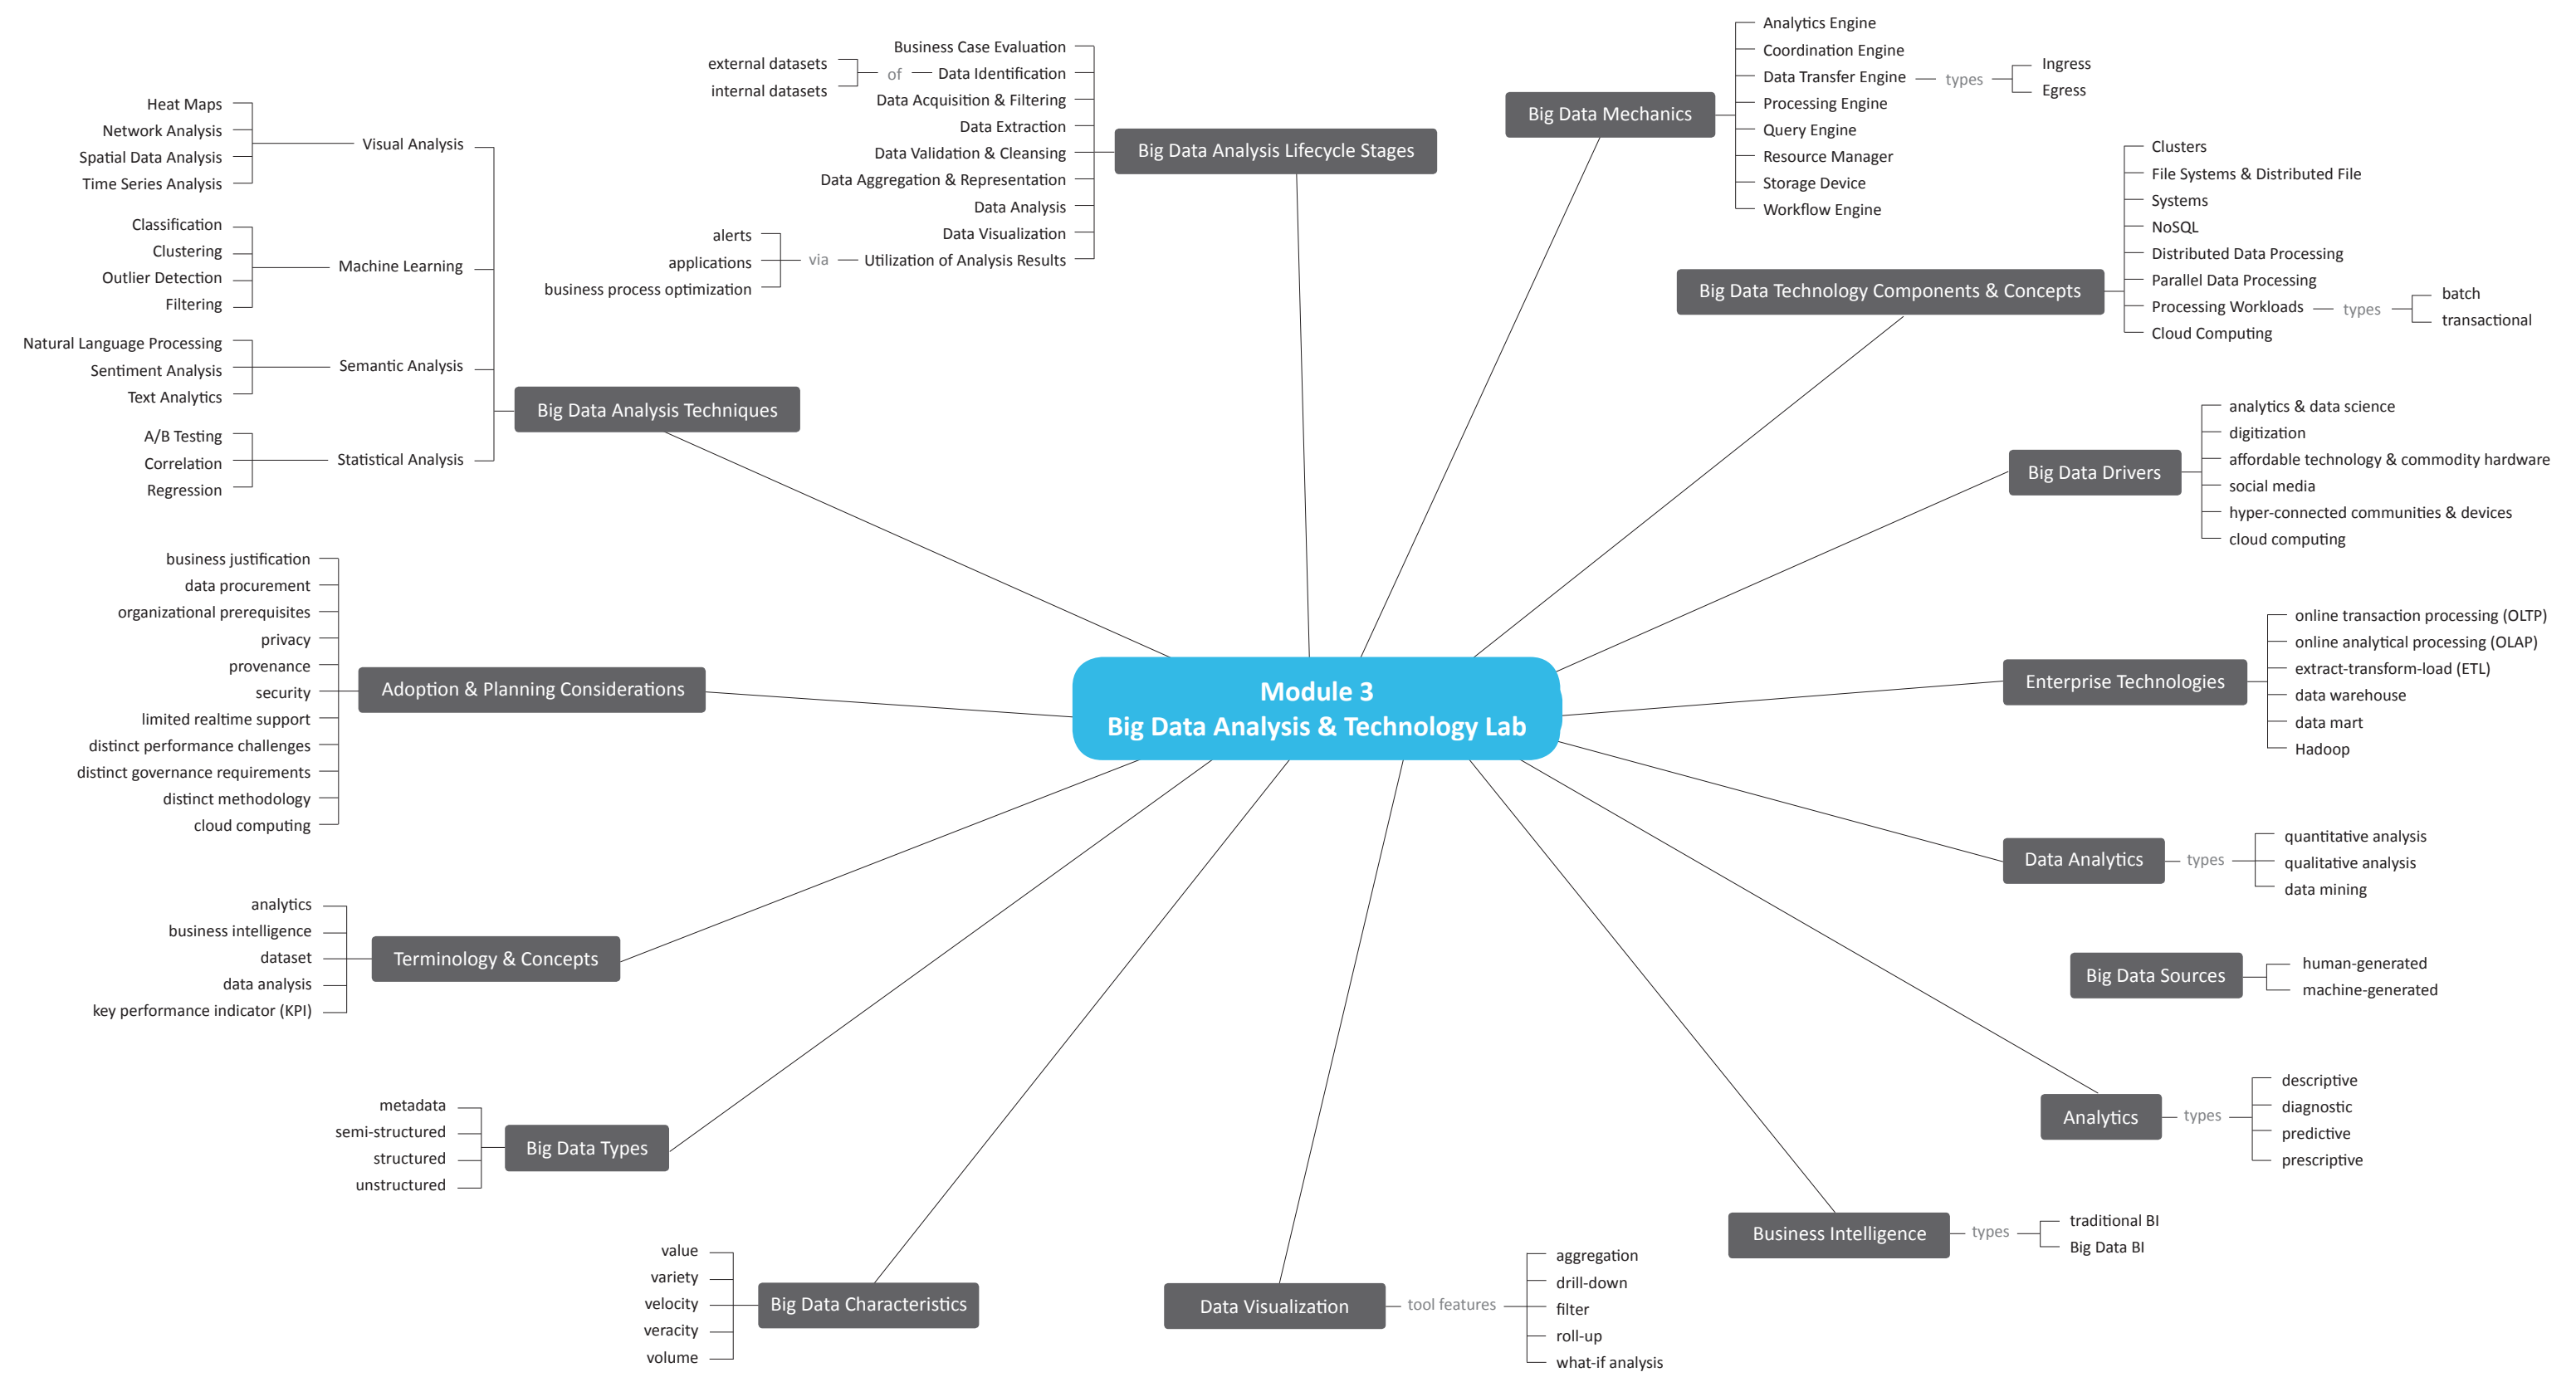 Module 3
Big Data Analysis & Technology Lab
Big Data Analysis Lifecycle Stages
Business Case Evaluation
Data Identification
of
external datasets
internal datasets
Data Acquisition & Filtering
Data Extraction
Data Validation & Cleansing
Data Aggregation & Representation
Data Analysis
Data Visualization
Utilization of Analysis Results
via
alerts
applications
business process optimization
Big Data Mechanics
Analytics Engine
Coordination Engine
Data Transfer Engine
types
Ingress
Egress
Processing Engine
Query Engine
Resource Manager
Storage Device
Workflow Engine
Big Data Technology Components & Concepts
Clusters
File Systems & Distributed File
Systems
NoSQL
Distributed Data Processing
Parallel Data Processing
Processing Workloads
types
batch
transactional
Cloud Computing
Big Data Drivers
analytics & data science
digitization
affordable technology & commodity hardware
social media
hyper-connected communities & devices
cloud computing
Enterprise Technologies
online transaction processing (OLTP)
online analytical processing (OLAP)
extract-transform-load (ETL)
data warehouse
data mart
Hadoop
Data Analytics
types
quantitative analysis
qualitative analysis
data mining
Big Data Sources
human-generated
machine-generated
Analytics
types
descriptive
diagnostic
predictive
prescriptive
Business Intelligence
types
traditional BI
Big Data BI
Data Visualization
tool features
aggregation
drill-down
filter
roll-up
what-if analysis
Big Data Characteristics
value
variety
velocity
veracity
volume
Big Data Types
metadata
semi-structured
structured
unstructured
Terminology & Concepts
analytics
business intelligence
dataset
data analysis
key performance indicator (KPI)
Adoption & Planning Considerations
business justification
data procurement
organizational prerequisites
privacy
provenance
security
limited realtime support
distinct performance challenges
distinct governance requirements
distinct methodology
cloud computing
Big Data Analysis Techniques
Visual Analysis
Heat Maps
Network Analysis
Spatial Data Analysis
Time Series Analysis
Machine Learning
Classification
Clustering
Outlier Detection
Filtering
Semantic Analysis
Natural Language Processing
Sentiment Analysis
Text Analytics
Statistical Analysis
A/B Testing
Correlation
Regression